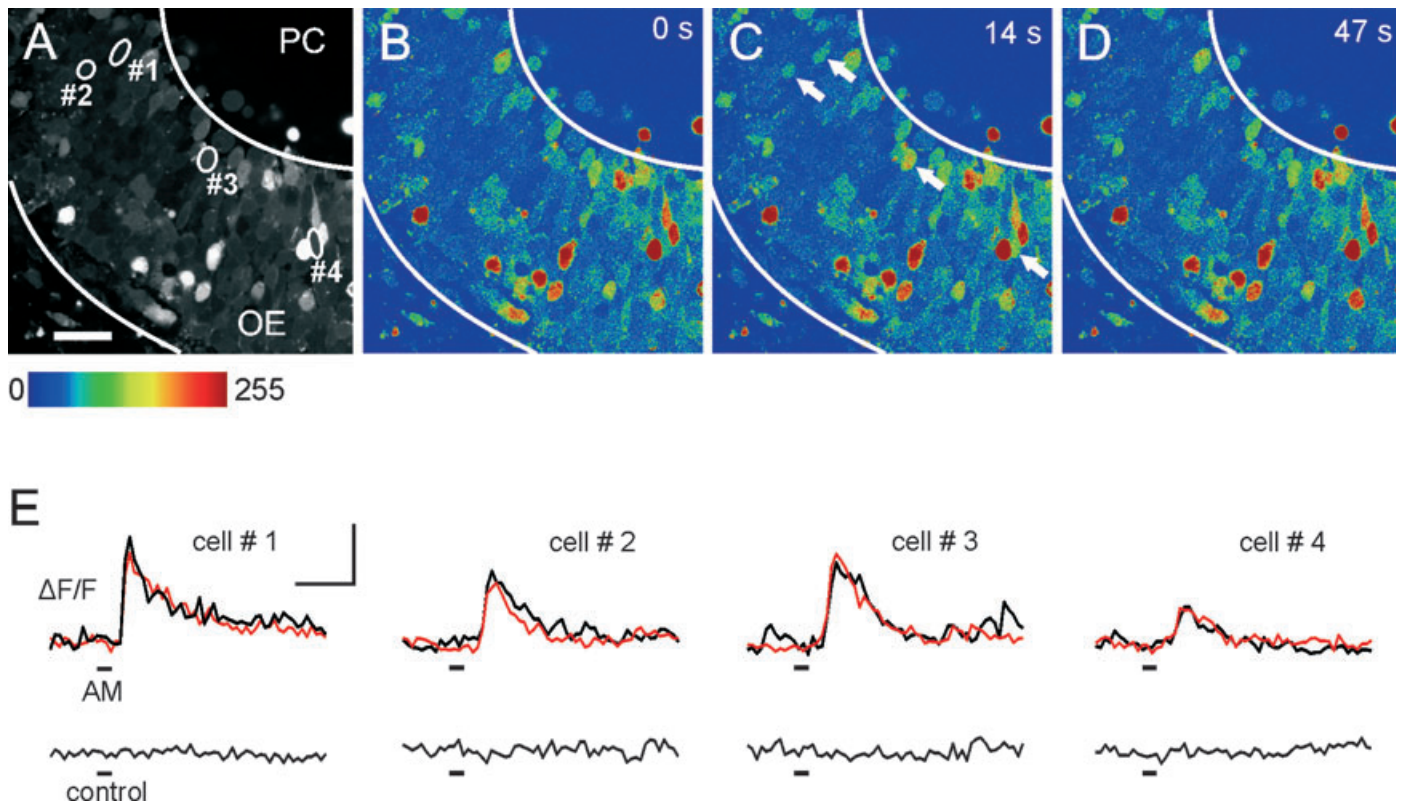 A
PC
#1
#2
#3
#4
OE
B
0 s
C
14 s
D
47 s
0
255
E
cell # 1
cell # 2
cell # 3
cell # 4
ΔF/F
AM
control